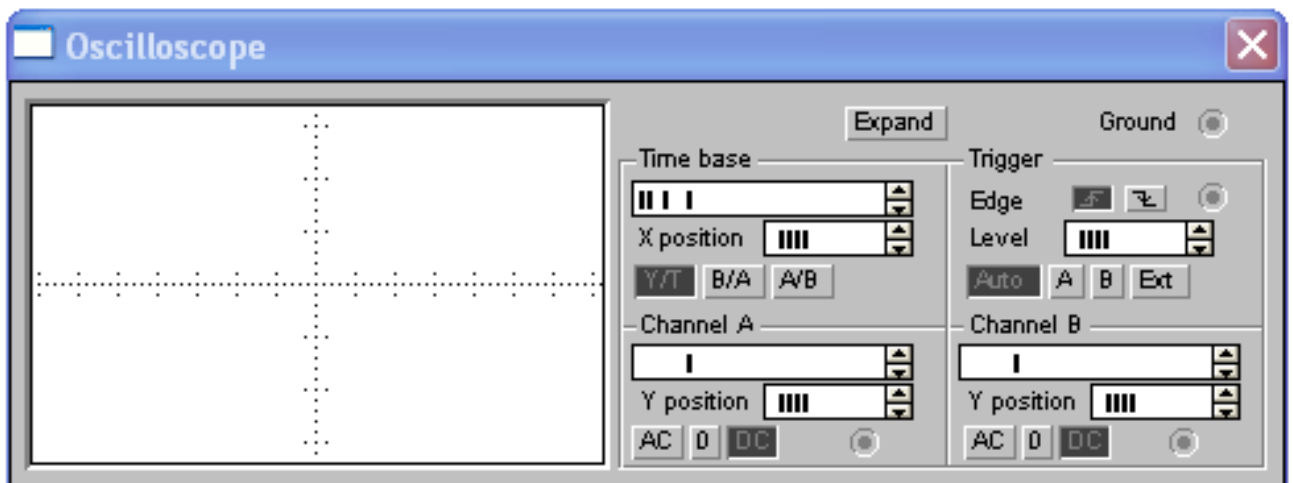 Oscilloscope
Expand
Ground
Time base
X position
Y/T B/A A/B
Trigger
Edge
Level
Auto A B Ext
Channel A
Y position
AC 0 DC
Channel B
Y position
AC 0 DC